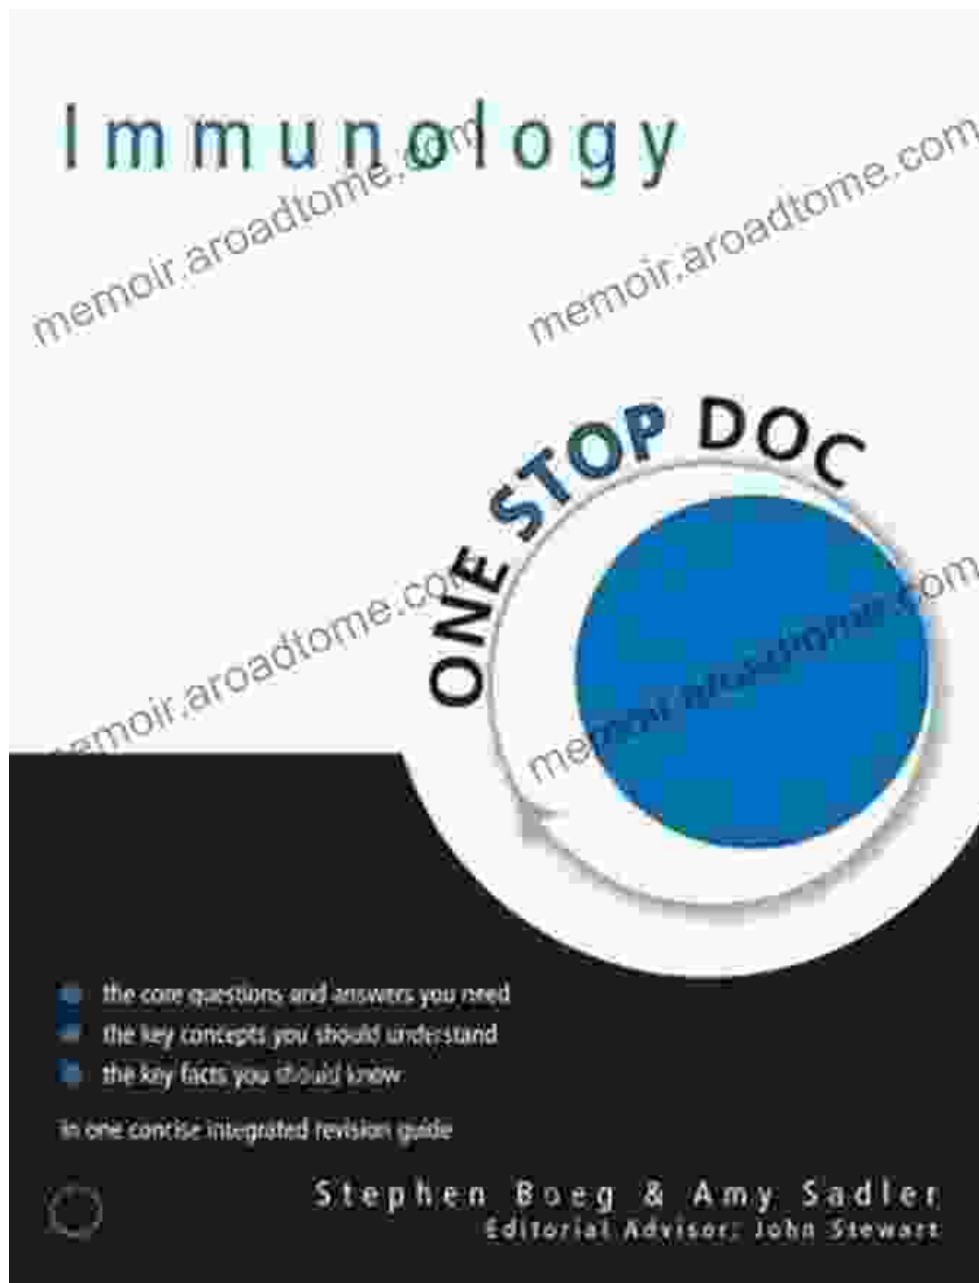 Immunology
memoir.aroadtome.com
memoir.aroadtome.com
ONE STOP DOC
memoir.aroadtome.com
memoir.aroadtome.com
the core questions and answers you need
the key concepts you should understand
the key facts you should know
In one concise integrated revision guide
Stephen Boag & Amy Sadler
Editorial Advisor: John Stewart